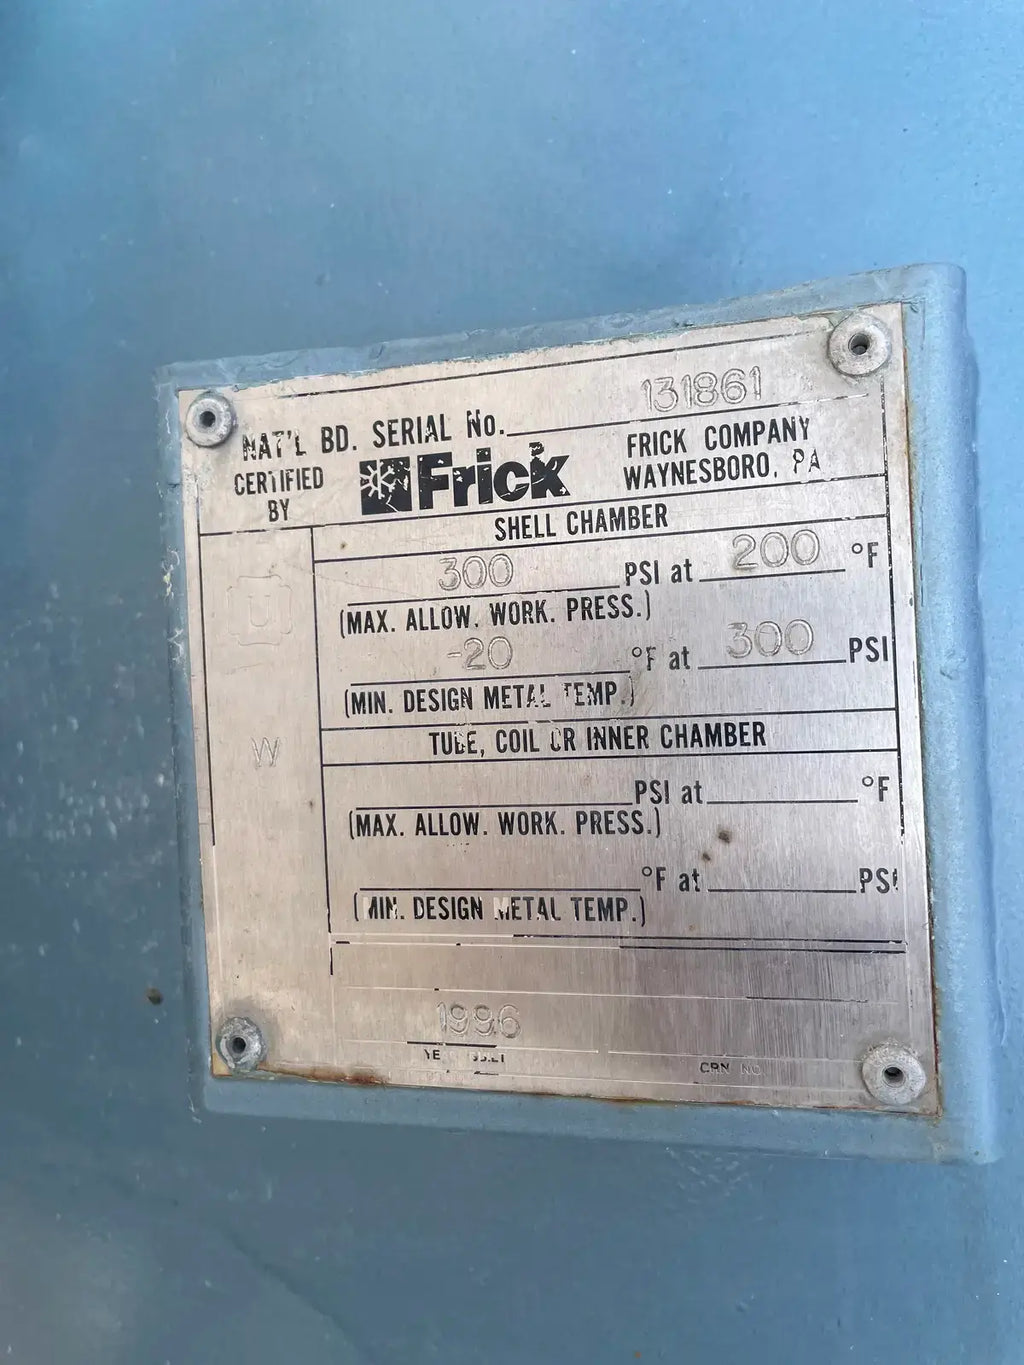 NAT'L BD. SERIAL No. 131861
CERTIFIED BY
Frick
FRICK COMPANY
WAYNESBORO, PA
SHELL CHAMBER
300 PSI at 200 °F
(MAX. ALLOW. WORK. PRESS.)
-20 °F at 300 PSI
(MIN. DESIGN METAL TEMP.)
U
W
TUBE, COIL OR INNER CHAMBER
PSI at °F
(MAX. ALLOW. WORK. PRESS.)
°F at PSI
(MIN. DESIGN METAL TEMP.)
1996
CRN NO